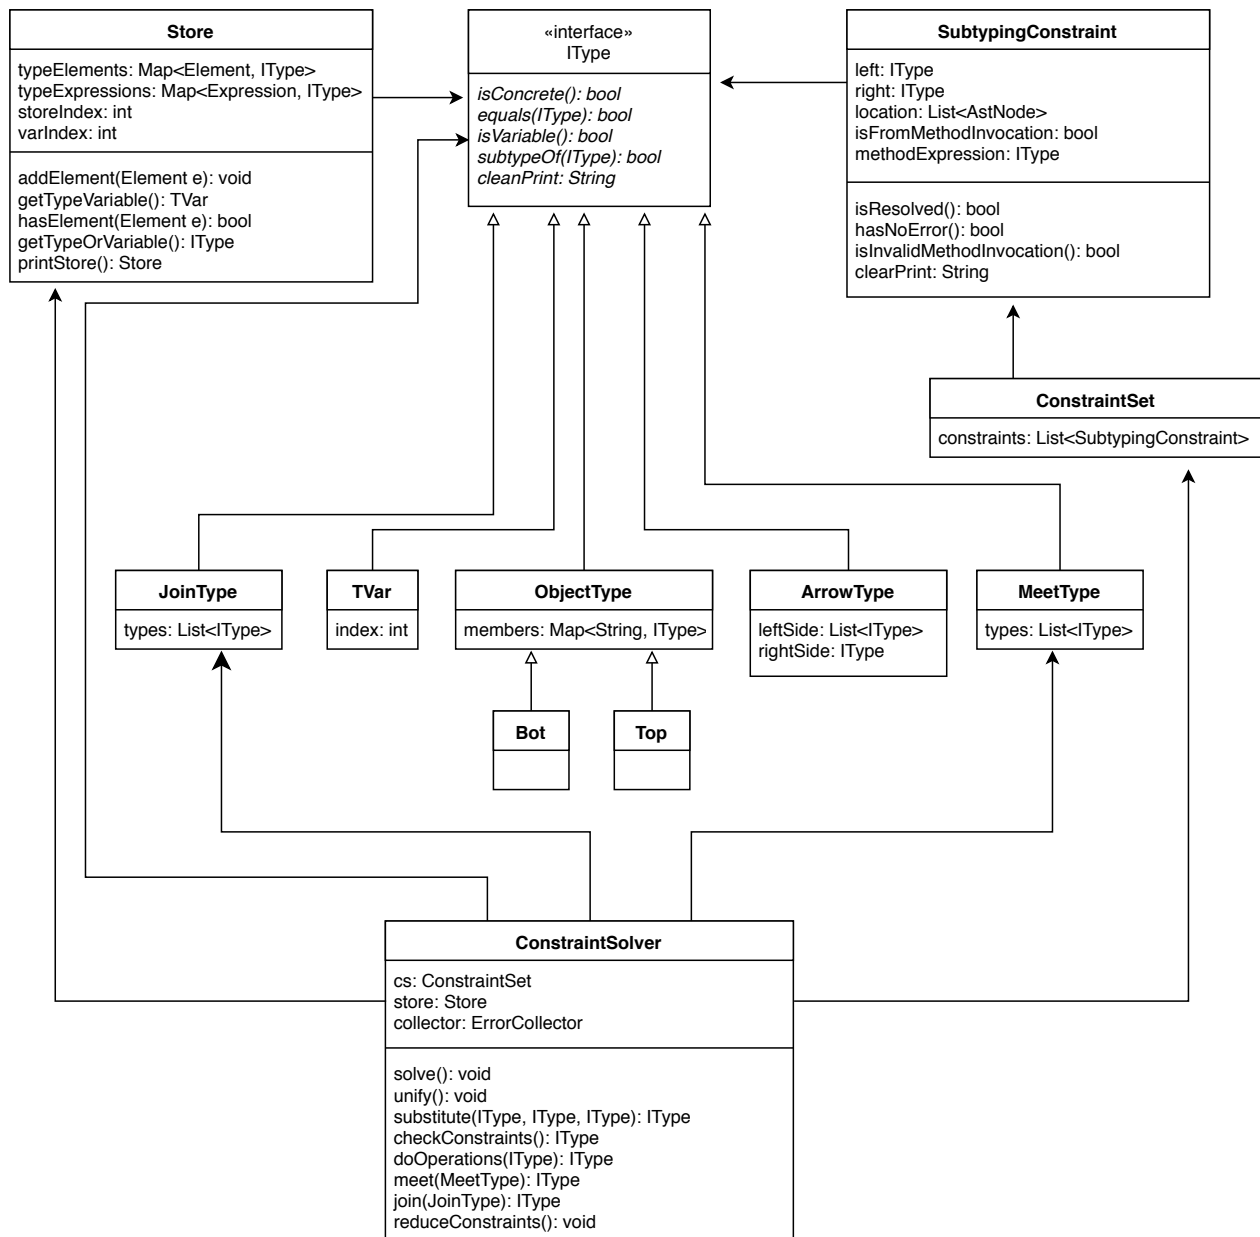 Store
typeElements: Map<Element, IType>
typeExpressions: Map<Expression, IType>
storeIndex: int
varIndex: int
addElement(Element e): void
getTypeVariable(): TVar
hasElement(Element e): bool
getTypeOrVariable(): IType
printStore(): Store
«interface»
IType
isConcrete(): bool
equals(IType): bool
isVariable(): bool
subtypeOf(IType): bool
cleanPrint: String
SubtypingConstraint
left: IType
right: IType
location: List<AstNode>
isFromMethodInvocation: bool
methodExpression: IType
isResolved(): bool
hasNoError(): bool
isInvalidMethodInvocation(): bool
clearPrint: String
ConstraintSet
constraints: List<SubtypingConstraint>
JoinType
types: List<IType>
TVar
index: int
ObjectType
members: Map<String, IType>
ArrowType
leftSide: List<IType>
rightSide: IType
MeetType
types: List<IType>
Bot
Top
ConstraintSolver
cs: ConstraintSet
store: Store
collector: ErrorCollector
solve(): void
unify(): void
substitute(IType, IType, IType): IType
checkConstraints(): IType
doOperations(IType): IType
meet(MeetType): IType
join(JoinType): IType
reduceConstraints(): void